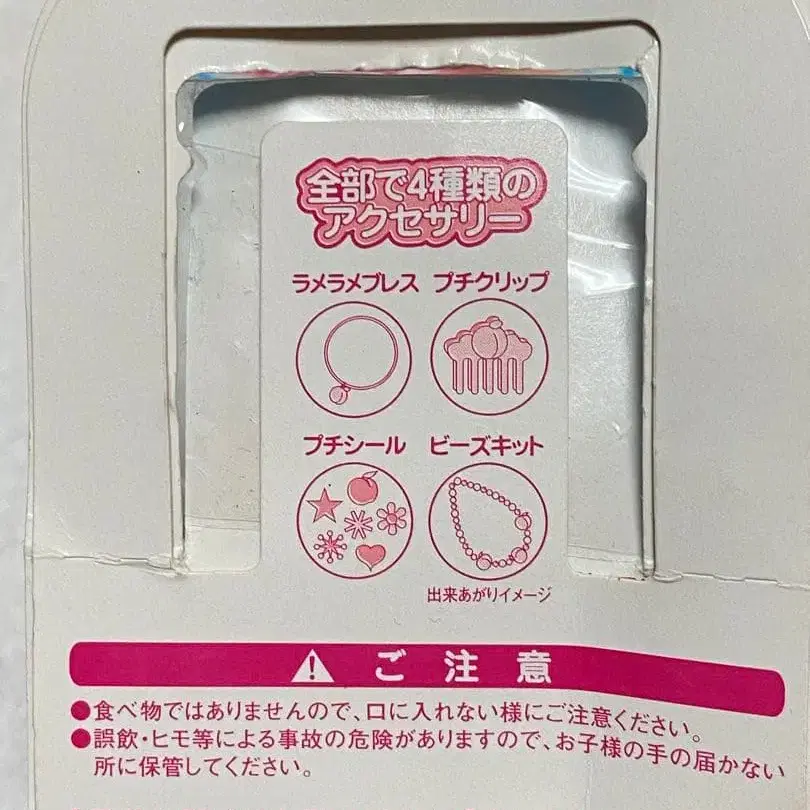 全部で4種類の
アクセサリー
ラメラメブレス プチクリップ
プチシール ビーズキット
出来あがりイメージ
ご注意
●食べ物ではありませんので、口に入れない様にご注意ください。
●誤飲・ヒモ等による事故の危険がありますので、お子様の手の届かない
所に保管してください。